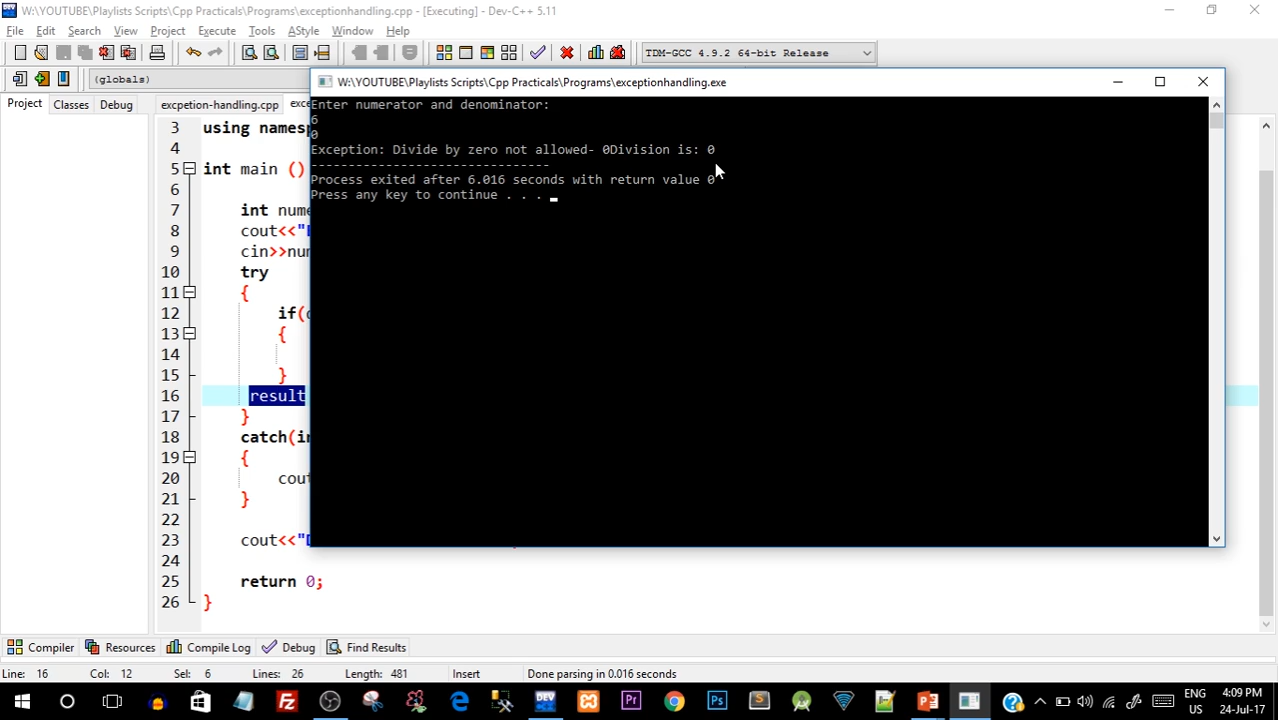 W:\YOUTUBE\Playlists Scripts\Cpp Practicals\Programs\exceptionhandling.cpp - [Executing] - Dev-C++ 5.11
File Edit Search View Project Execute Tools AStyle Window Help
TDM-GCC 4.9.2 64-bit Release
(globals)
W:\YOUTUBE\Playlists Scripts\Cpp Practicals\Programs\exceptionhandling.exe
Project Classes Debug excpetion-handling.cpp exc
Enter numerator and denominator:
6
0
Exception: Divide by zero not allowed- 0Division is: 0
--------------------------------
Process exited after 6.016 seconds with return value 0
Press any key to continue . . .
3 using namesp
4
5 int main ()
6
7 int nume
8 cout<<"E
9 cin>>num
10 try
11 {
12 if(
13 {
14
15 }
16 result
17 }
18 catch(in
19 {
20 cou
21 }
22
23 cout<<"D
24
25 return 0;
26 }
Compiler Resources Compile Log Debug Find Results
Line: 16 Col: 12 Sel: 6 Lines: 26 Length: 481 Insert Done parsing in 0.016 seconds
DEV Pr Ps S
ENG 4:09 PM
US 24-Jul-17